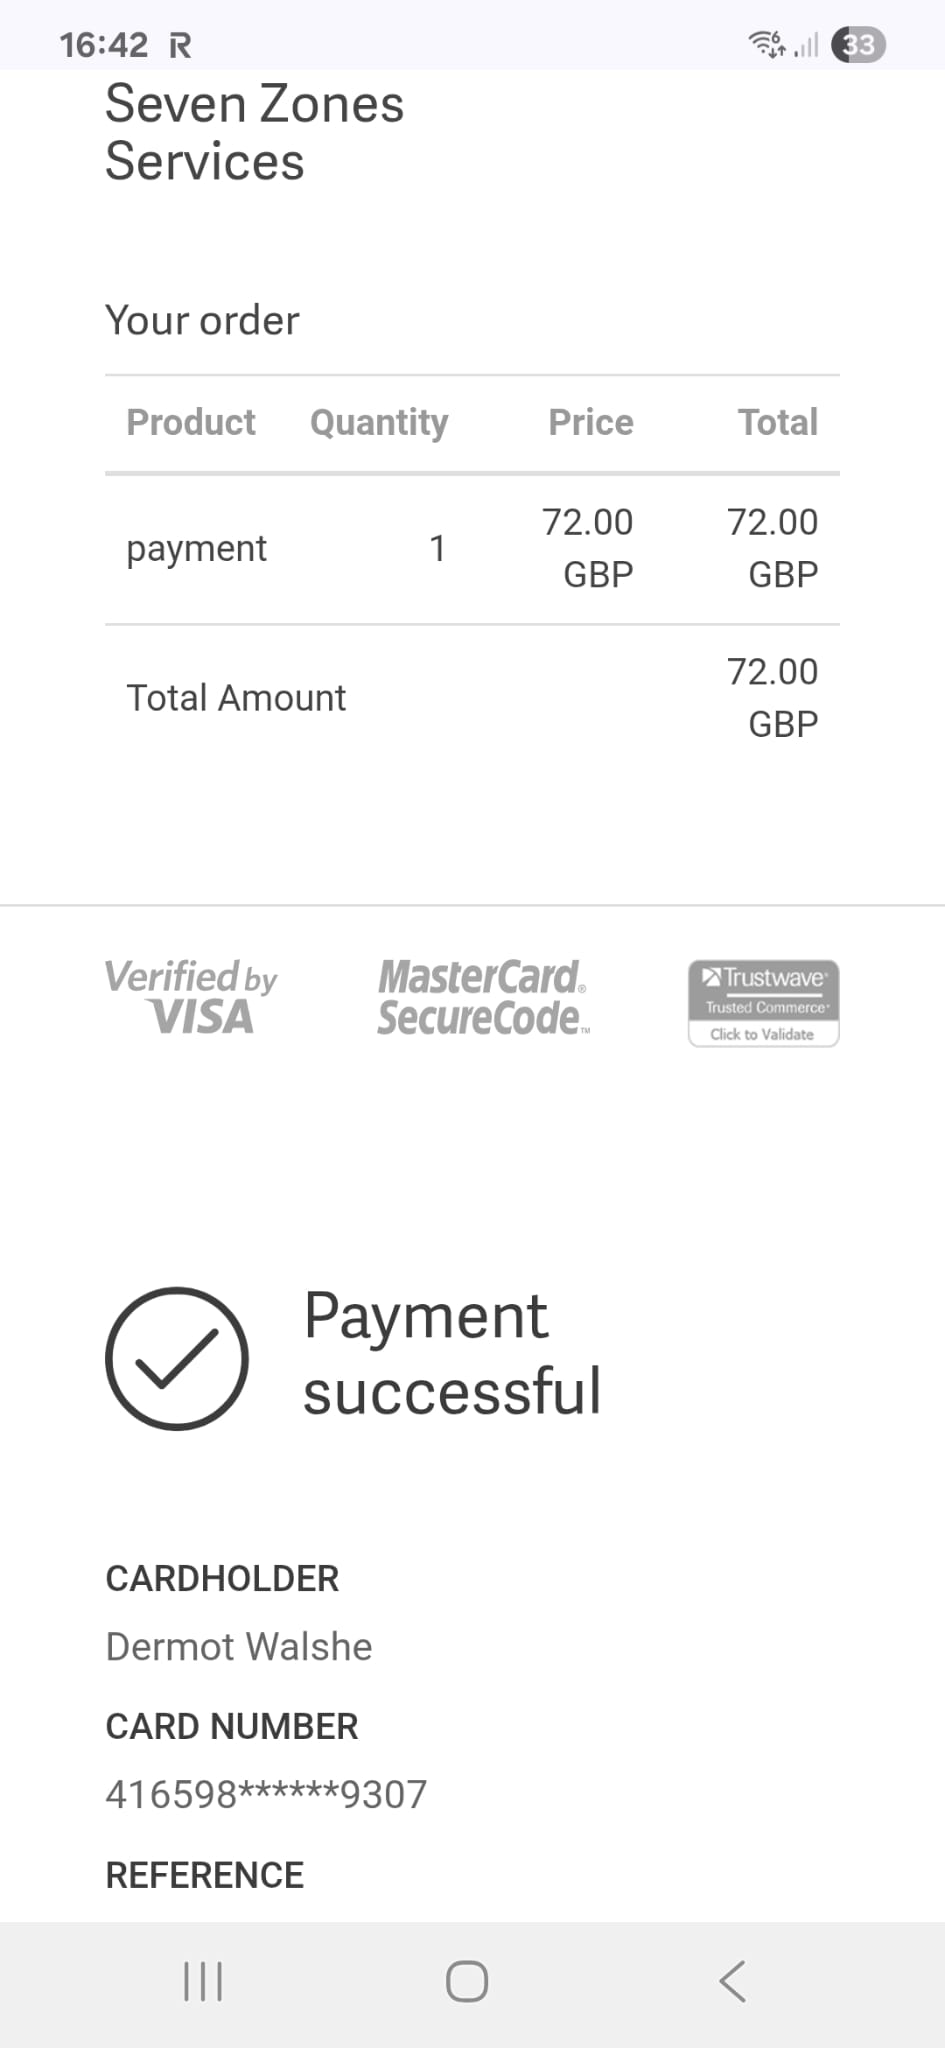 16:42 R
33
Seven Zones
Services
Your order
Product Quantity Price Total
payment 1 72.00 GBP 72.00 GBP
Total Amount 72.00 GBP
Verified by VISA
MasterCard® SecureCode™
Trustwave®
Trusted Commerce®
Click to Validate
Payment
successful
CARDHOLDER
Dermot Walshe
CARD NUMBER
416598******9307
REFERENCE